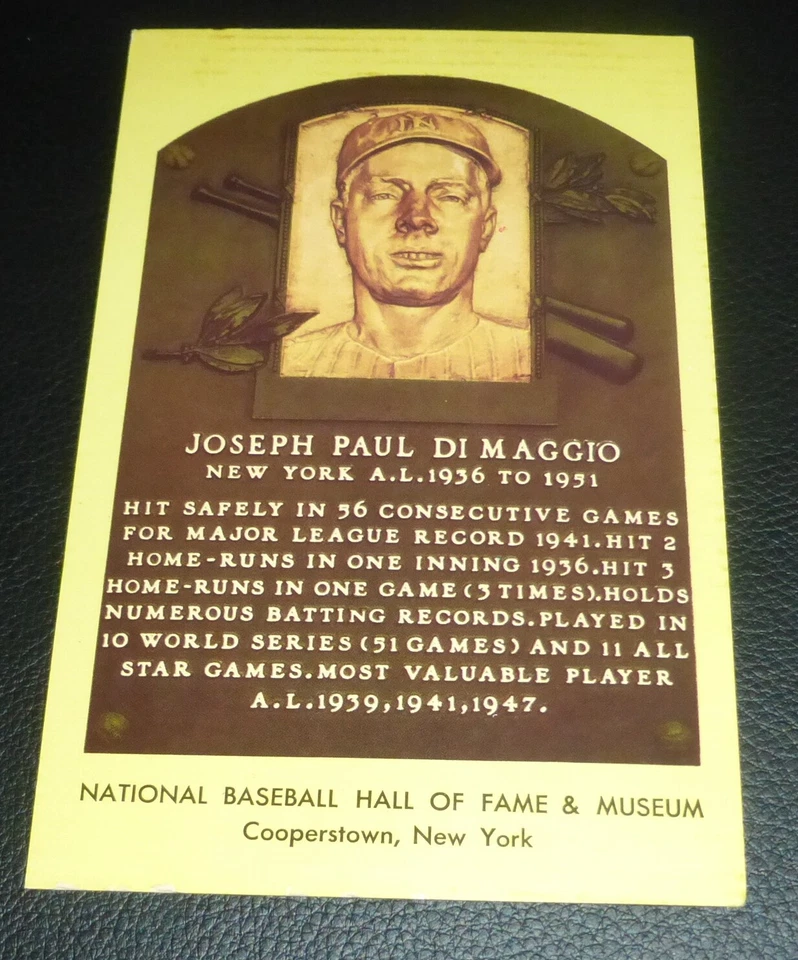 JOSEPH PAUL DI MAGGIO
NEW YORK A.L. 1936 TO 1951
HIT SAFELY IN 56 CONSECUTIVE GAMES
FOR MAJOR LEAGUE RECORD 1941. HIT 2
HOME-RUNS IN ONE INNING 1936. HIT 3
HOME-RUNS IN ONE GAME (3 TIMES). HOLDS
NUMEROUS BATTING RECORDS. PLAYED IN
10 WORLD SERIES (51 GAMES) AND 11 ALL
STAR GAMES. MOST VALUABLE PLAYER
A.L. 1939, 1941, 1947.
NATIONAL BASEBALL HALL OF FAME & MUSEUM
Cooperstown, New York